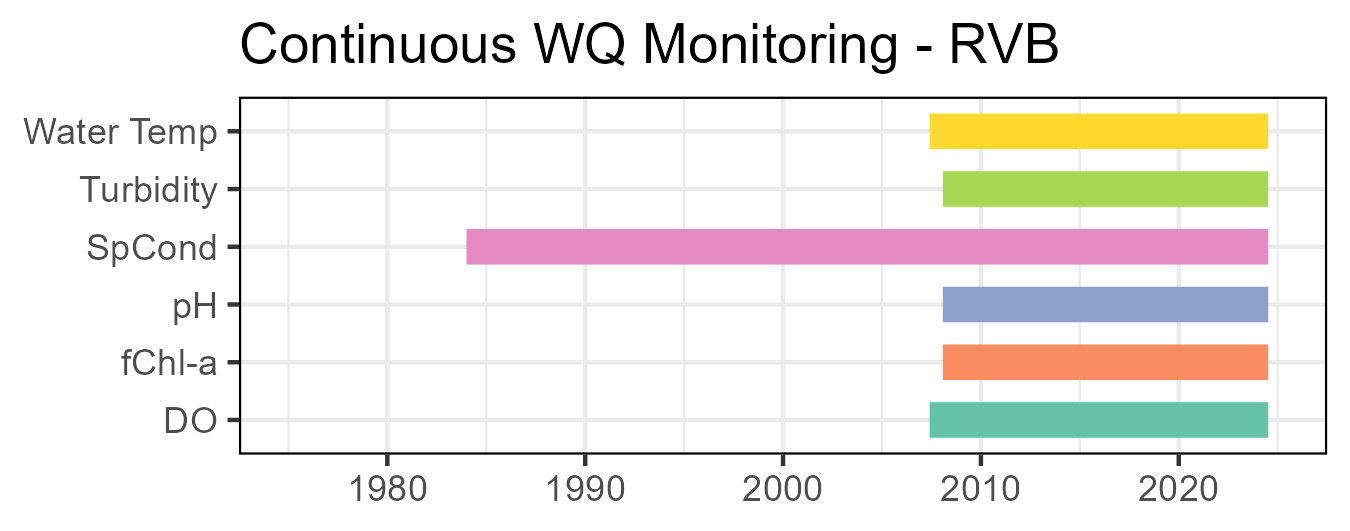 Continuous WQ Monitoring - RVB
Water Temp
Turbidity
SpCond
pH
fChl-a
DO
1980 1990 2000 2010 2020